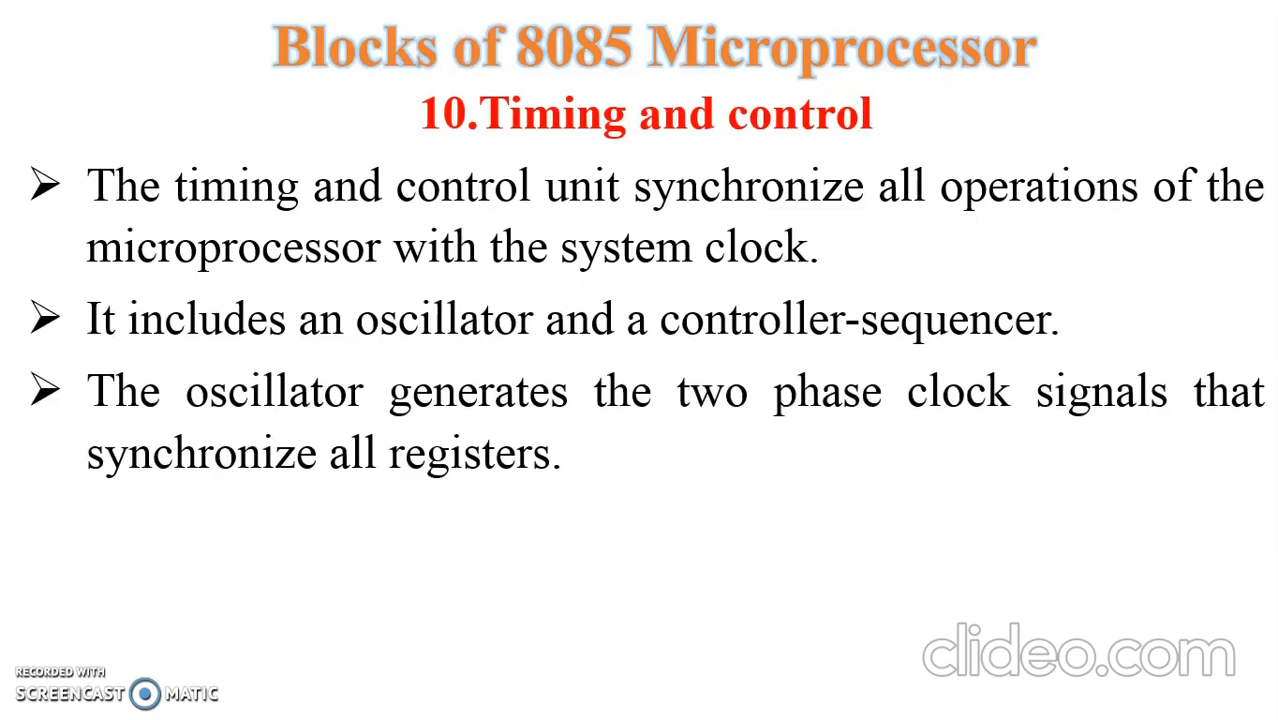 Blocks of 8085 Microprocessor
10.Timing and control
➢ The timing and control unit synchronize all operations of the
microprocessor with the system clock.
➢ It includes an oscillator and a controller-sequencer.
➢ The oscillator generates the two phase clock signals that
synchronize all registers.
clideo.com
RECORDED WITH
SCREENCAST MATIC